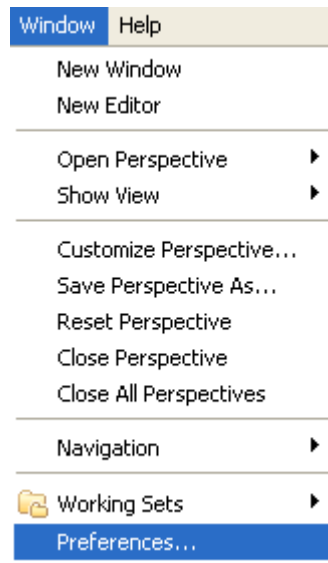 Window Help
New Window
New Editor
Open Perspective
Show View
Customize Perspective...
Save Perspective As...
Reset Perspective
Close Perspective
Close All Perspectives
Navigation
Working Sets
Preferences...